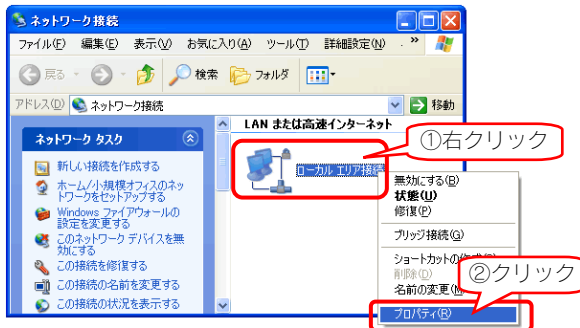 ネットワーク接続
ファイル(F) 編集(E) 表示(V) お気に入り(A) ツール(T) 詳細設定(N) »
戻る 検索 フォルダ
アドレス(D) ネットワーク接続 移動
ネットワーク タスク
新しい接続を作成する
ホーム/小規模オフィスのネットワークをセットアップする
Windows ファイアウォールの設定を変更する
このネットワーク デバイスを無効にする
この接続を修復する
この接続の名前を変更する
この接続の状況を表示する
LAN または高速インターネット
①右クリック
ローカル エリア接続
無効にする(B)
状態(U)
修復(P)
ブリッジ接続(G)
ショートカットの
削除(D)
名前の変更(M
②クリック
プロパティ(R)